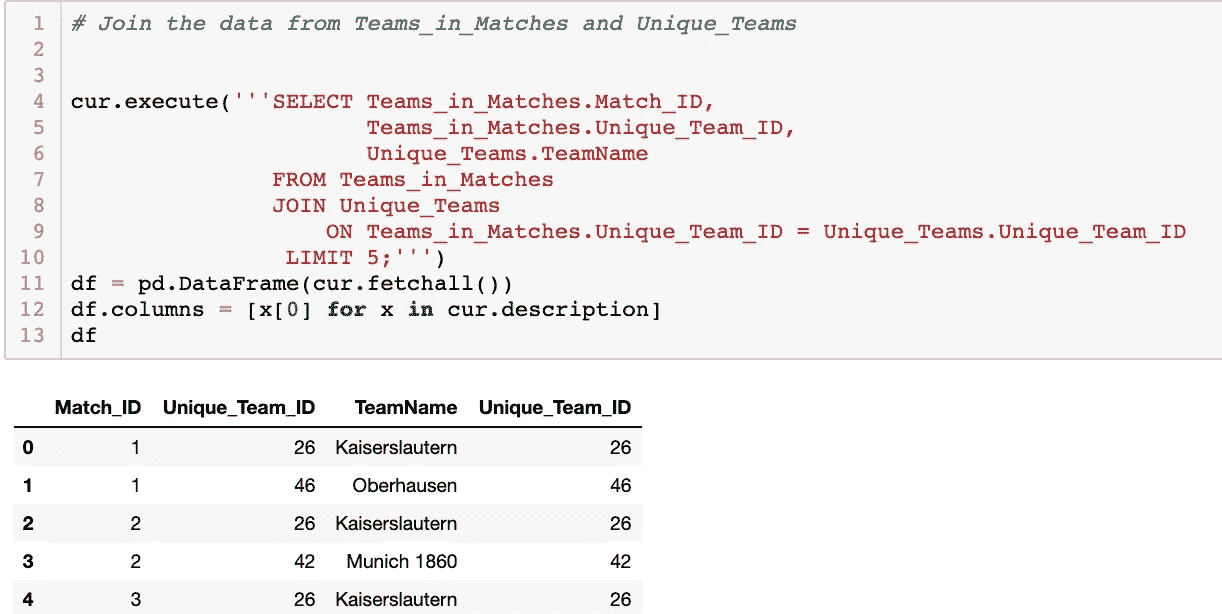 1 # Join the data from Teams_in_Matches and Unique_Teams
2
3
4 cur.execute('''SELECT Teams_in_Matches.Match_ID,
5 Teams_in_Matches.Unique_Team_ID,
6 Unique_Teams.TeamName
7 FROM Teams_in_Matches
8 JOIN Unique_Teams
9 ON Teams_in_Matches.Unique_Team_ID = Unique_Teams.Unique_Team_ID
10 LIMIT 5;''')
11 df = pd.DataFrame(cur.fetchall())
12 df.columns = [x[0] for x in cur.description]
13 df
Match_ID Unique_Team_ID TeamName Unique_Team_ID
0 1 26 Kaiserslautern 26
1 1 46 Oberhausen 46
2 2 26 Kaiserslautern 26
3 2 42 Munich 1860 42
4 3 26 Kaiserslautern 26